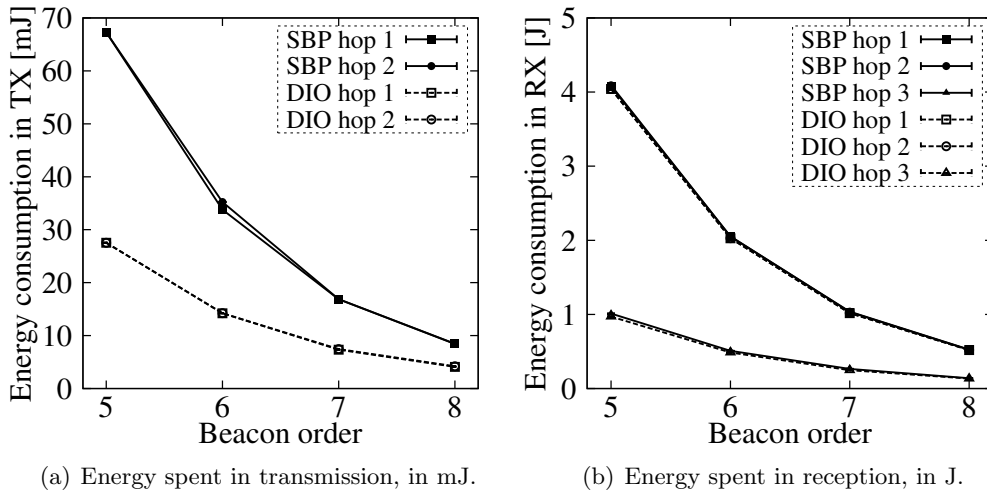 Energy consumption in TX [mJ]
70
60
50
40
30
20
10
0
SBP hop 1
SBP hop 2
DIO hop 1
DIO hop 2
5 6 7 8
Beacon order
(a) Energy spent in transmission, in mJ.
Energy consumption in RX [J]
5
4
3
2
1
0
SBP hop 1
SBP hop 2
SBP hop 3
DIO hop 1
DIO hop 2
DIO hop 3
5 6 7 8
Beacon order
(b) Energy spent in reception, in J.